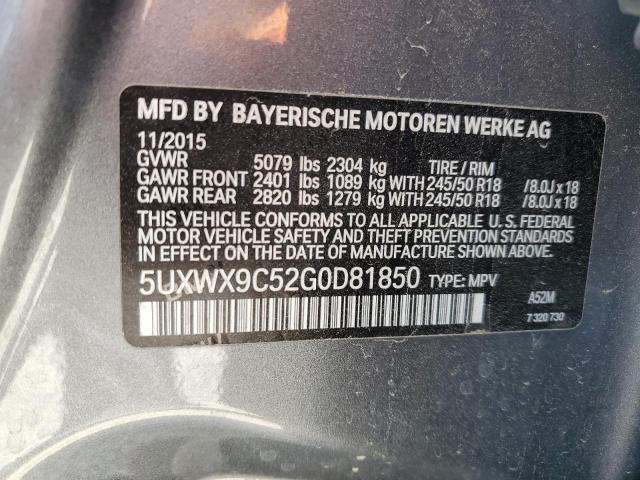 MFD BY BAYERISCHE MOTOREN WERKE AG
11/2015
GVWR 5079 lbs 2304 kg TIRE / RIM
GAWR FRONT 2401 lbs 1089 kg WITH 245/50 R18 /8.0J x 18
GAWR REAR 2820 lbs 1279 kg WITH 245/50 R18 /8.0J x 18
THIS VEHICLE CONFORMS TO ALL APPLICABLE U. S. FEDERAL
MOTOR VEHICLE SAFETY AND THEFT PREVENTION STANDARDS
IN EFFECT ON THE DATE OF MANUFACTURE SHOWN ABOVE.
5UXWX9C52G0D81850 TYPE: MPV
A52M
7 320 730